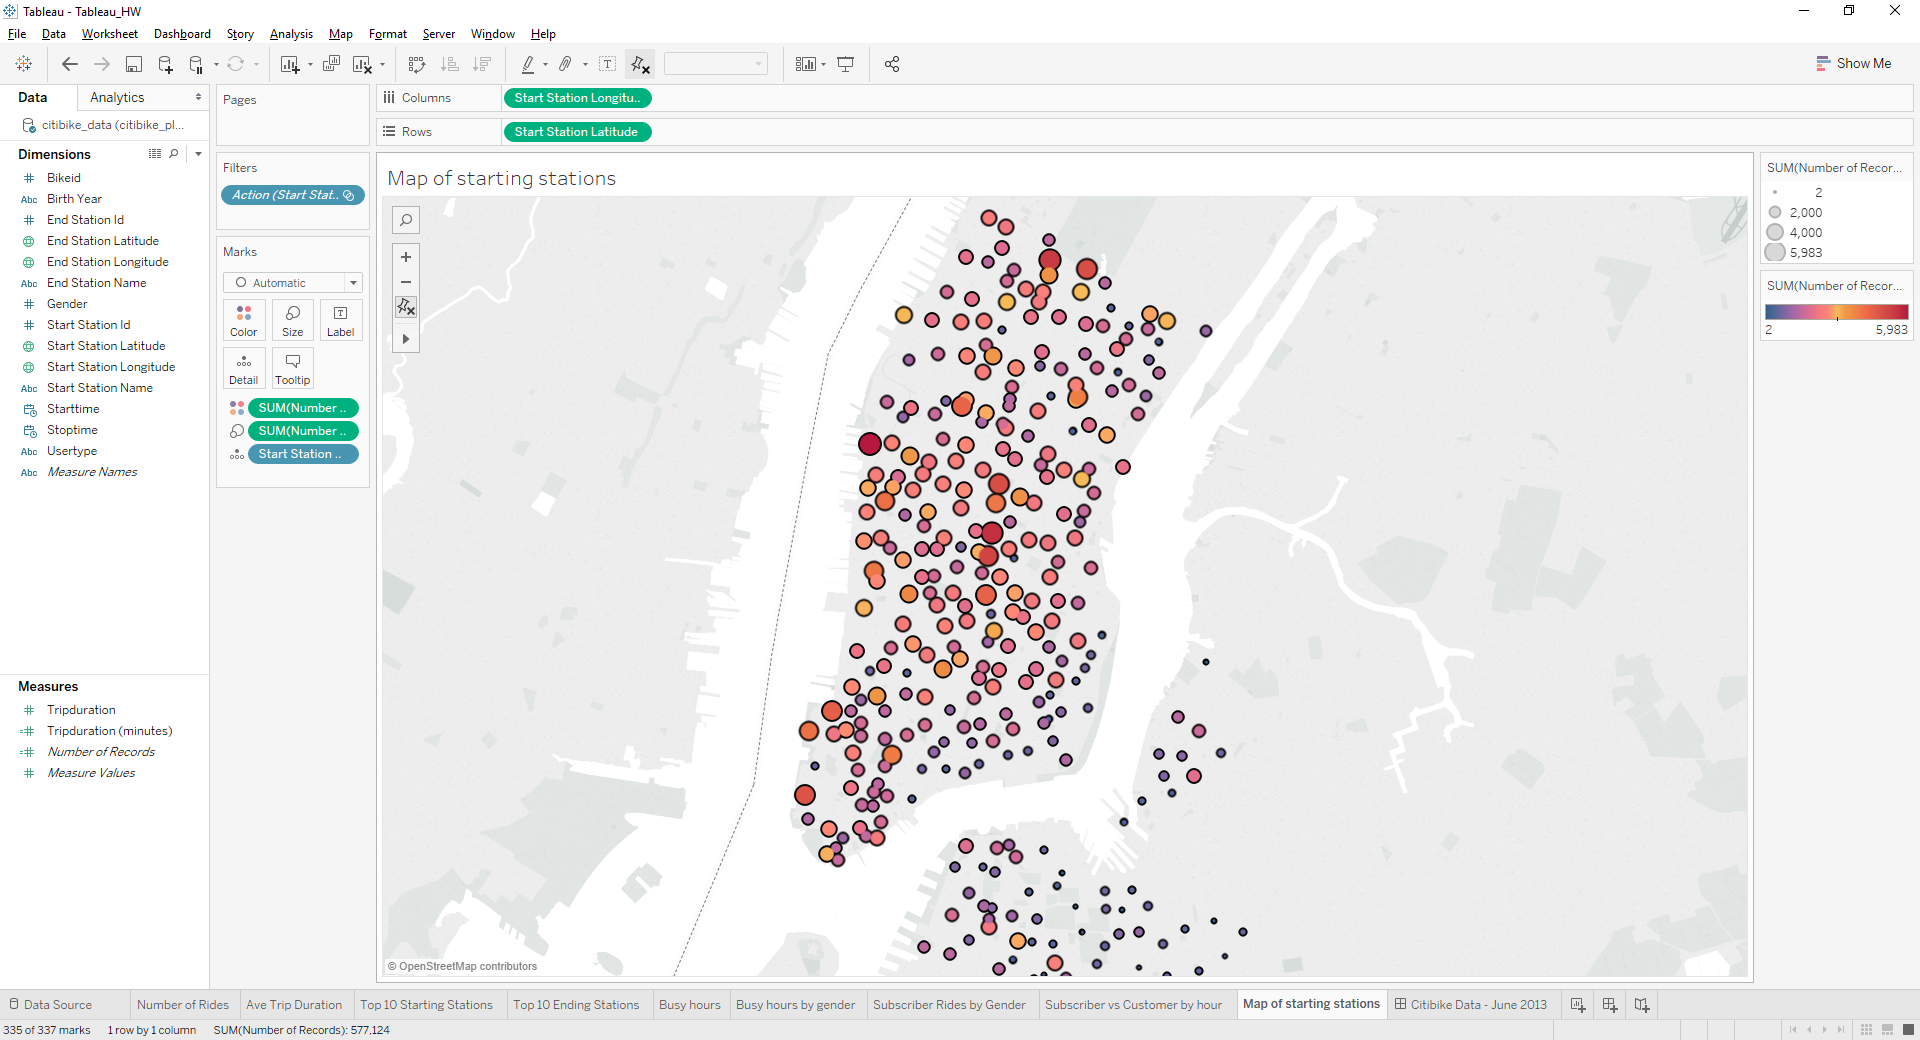 Tableau - Tableau_HW
File Data Worksheet Dashboard Story Analysis Map Format Server Window Help
Show Me
Data Analytics
citibike_data (citibike_pl...
Dimensions
Bikeid
Abc Birth Year
End Station Id
End Station Latitude
End Station Longitude
Abc End Station Name
Gender
Start Station Id
Start Station Latitude
Start Station Longitude
Abc Start Station Name
Starttime
Stoptime
Abc Usertype
Abc Measure Names
Measures
Tripduration
Tripduration (minutes)
Number of Records
Measure Values
Pages
Filters
Action (Start Stat..
Marks
Automatic
Color Size Label
Detail Tooltip
SUM(Number ..
SUM(Number ..
Start Station ..
Columns Start Station Longitu..
Rows Start Station Latitude
Map of starting stations
© OpenStreetMap contributors
SUM(Number of Recor...
2
2,000
4,000
5,983
SUM(Number of Recor...
2 5,983
Data Source Number of Rides Ave Trip Duration Top 10 Starting Stations Top 10 Ending Stations Busy hours Busy hours by gender Subscriber Rides by Gender Subscriber vs Customer by hour Map of starting stations Citibike Data - June 2013
335 of 337 marks 1 row by 1 column SUM(Number of Records): 577,124